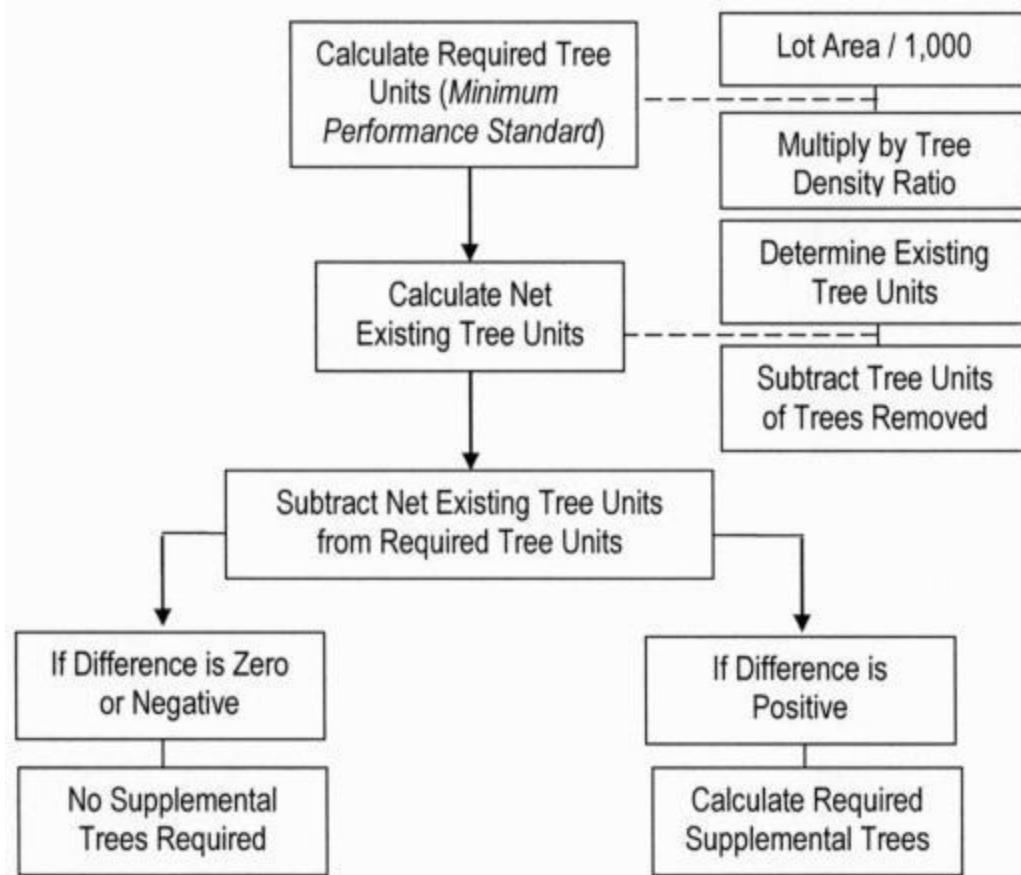 Calculate Required Tree
Units (Minimum
Performance Standard)
Lot Area / 1,000
Multiply by Tree
Density Ratio
Calculate Net
Existing Tree Units
Determine Existing
Tree Units
Subtract Tree Units
of Trees Removed
Subtract Net Existing Tree Units
from Required Tree Units
If Difference is Zero
or Negative
No Supplemental
Trees Required
If Difference is
Positive
Calculate Required
Supplemental Trees